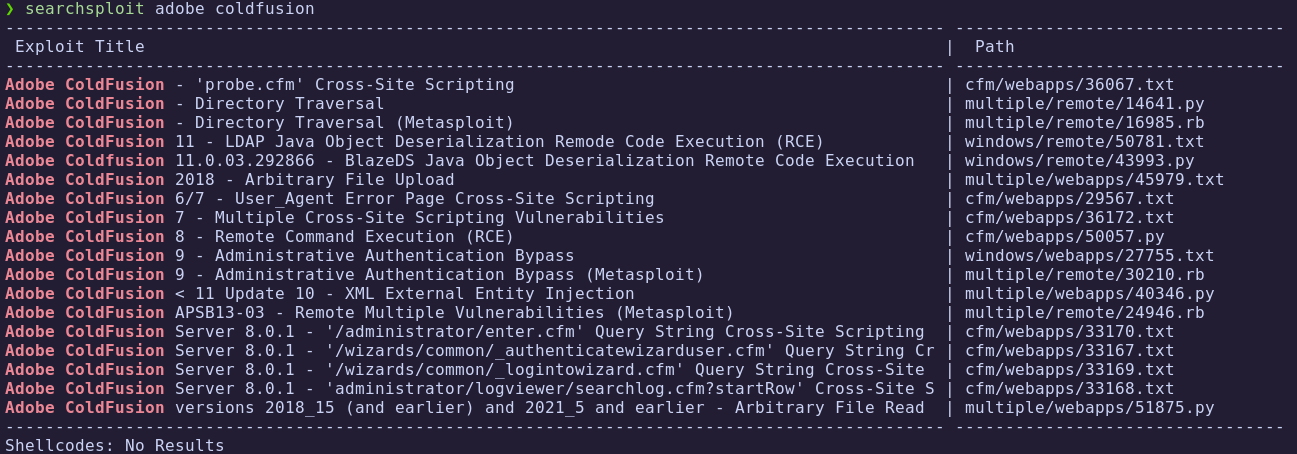 ❯ searchsploit adobe coldfusion
---------------------------------------------------------------------------------------------- ---------------------------------
 Exploit Title                                                                                |  Path
---------------------------------------------------------------------------------------------- ---------------------------------
Adobe ColdFusion - 'probe.cfm' Cross-Site Scripting                                           | cfm/webapps/36067.txt
Adobe ColdFusion - Directory Traversal                                                        | multiple/remote/14641.py
Adobe ColdFusion - Directory Traversal (Metasploit)                                           | multiple/remote/16985.rb
Adobe ColdFusion 11 - LDAP Java Object Deserialization Remode Code Execution (RCE)            | windows/remote/50781.txt
Adobe Coldfusion 11.0.03.292866 - BlazeDS Java Object Deserialization Remote Code Execution   | windows/remote/43993.py
Adobe ColdFusion 2018 - Arbitrary File Upload                                                 | multiple/webapps/45979.txt
Adobe ColdFusion 6/7 - User_Agent Error Page Cross-Site Scripting                             | cfm/webapps/29567.txt
Adobe ColdFusion 7 - Multiple Cross-Site Scripting Vulnerabilities                            | cfm/webapps/36172.txt
Adobe ColdFusion 8 - Remote Command Execution (RCE)                                           | cfm/webapps/50057.py
Adobe ColdFusion 9 - Administrative Authentication Bypass                                     | windows/webapps/27755.txt
Adobe ColdFusion 9 - Administrative Authentication Bypass (Metasploit)                        | multiple/remote/30210.rb
Adobe ColdFusion < 11 Update 10 - XML External Entity Injection                               | multiple/webapps/40346.py
Adobe ColdFusion APSB13-03 - Remote Multiple Vulnerabilities (Metasploit)                     | multiple/remote/24946.rb
Adobe ColdFusion Server 8.0.1 - '/administrator/enter.cfm' Query String Cross-Site Scripting  | cfm/webapps/33170.txt
Adobe ColdFusion Server 8.0.1 - '/wizards/common/_authenticatewizarduser.cfm' Query String Cr | cfm/webapps/33167.txt
Adobe ColdFusion Server 8.0.1 - '/wizards/common/_logintowizard.cfm' Query String Cross-Site  | cfm/webapps/33169.txt
Adobe ColdFusion Server 8.0.1 - 'administrator/logviewer/searchlog.cfm?startRow' Cross-Site S | cfm/webapps/33168.txt
Adobe ColdFusion versions 2018_15 (and earlier) and 2021_5 and earlier - Arbitrary File Read  | multiple/webapps/51875.py
---------------------------------------------------------------------------------------------- ---------------------------------
Shellcodes: No Results